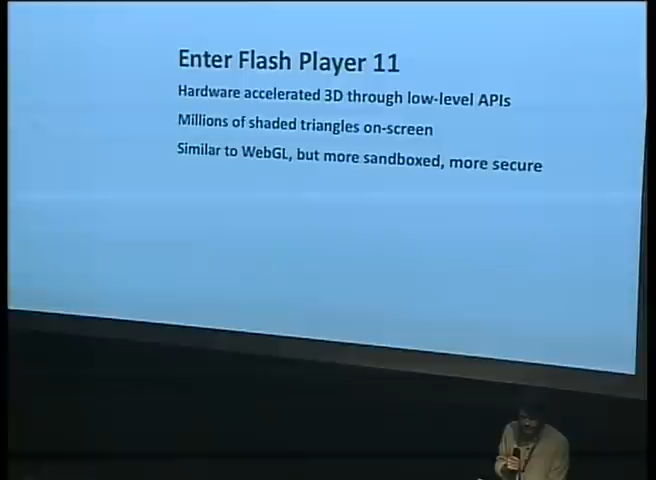 Enter Flash Player 11
Hardware accelerated 3D through low-level APIs
Millions of shaded triangles on-screen
Similar to WebGL, but more sandboxed, more secure